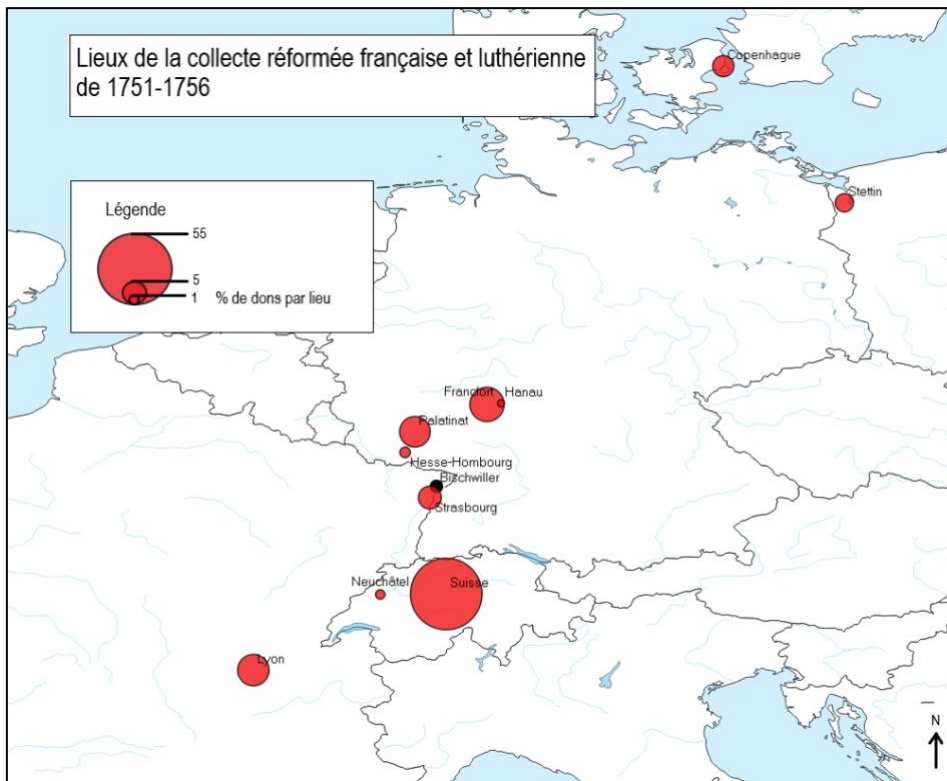 Lieux de la collecte réformée française et luthérienne
de 1751-1756
Copenhague
Légende
55
5
1
% de dons par lieu
Stettin
Francfort
Hanau
Palatinat
Hesse-Hombourg
Bischwiller
Strasbourg
Neuchâtel
Suisse
Lyon
N